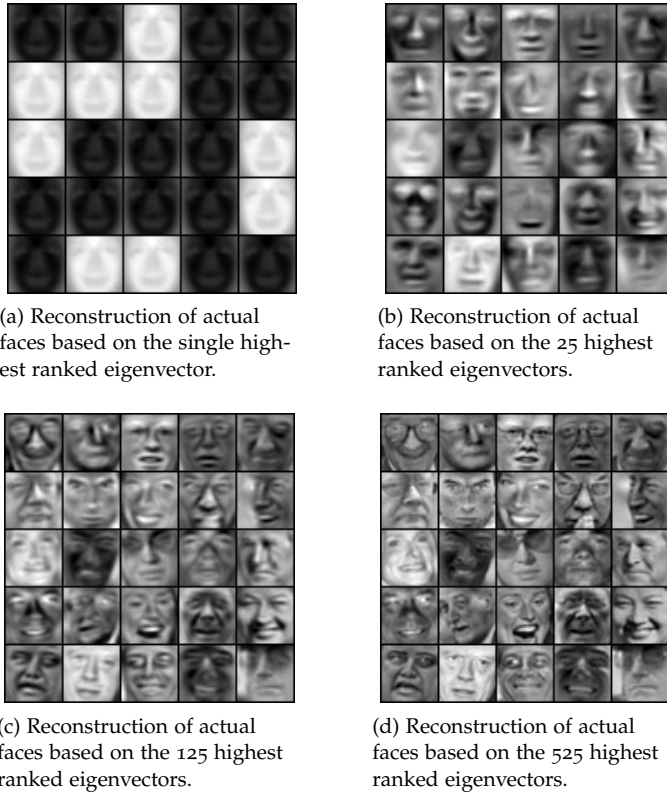 (a) Reconstruction of actual
faces based on the single high-
est ranked eigenvector.
(b) Reconstruction of actual
faces based on the 25 highest
ranked eigenvectors.
(c) Reconstruction of actual
faces based on the 125 highest
ranked eigenvectors.
(d) Reconstruction of actual
faces based on the 525 highest
ranked eigenvectors.